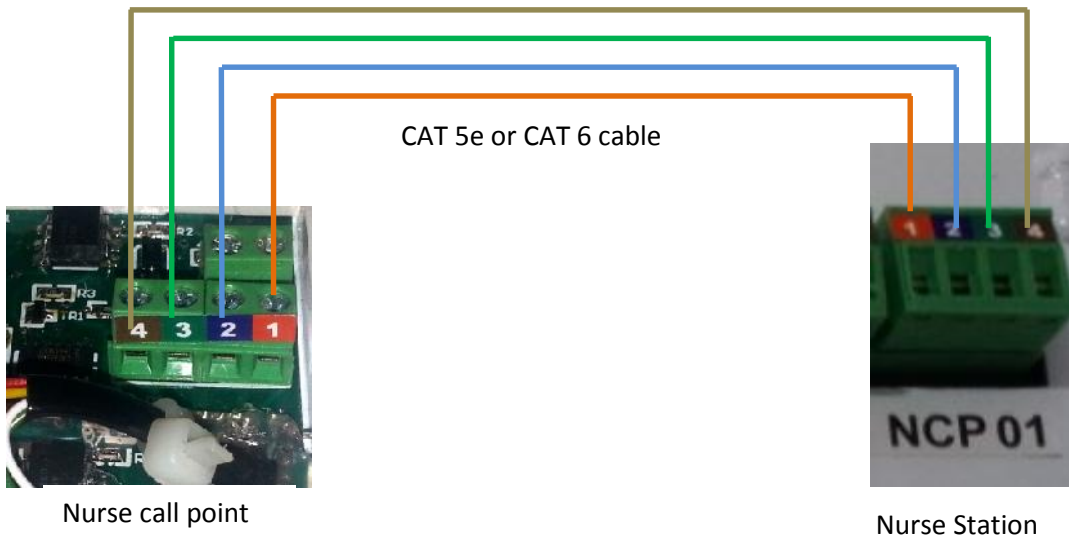 CAT 5e or CAT 6 cable
R2
R3
R1
4 3 2 1
1 2 3 4
NCP 01
Nurse call point
Nurse Station